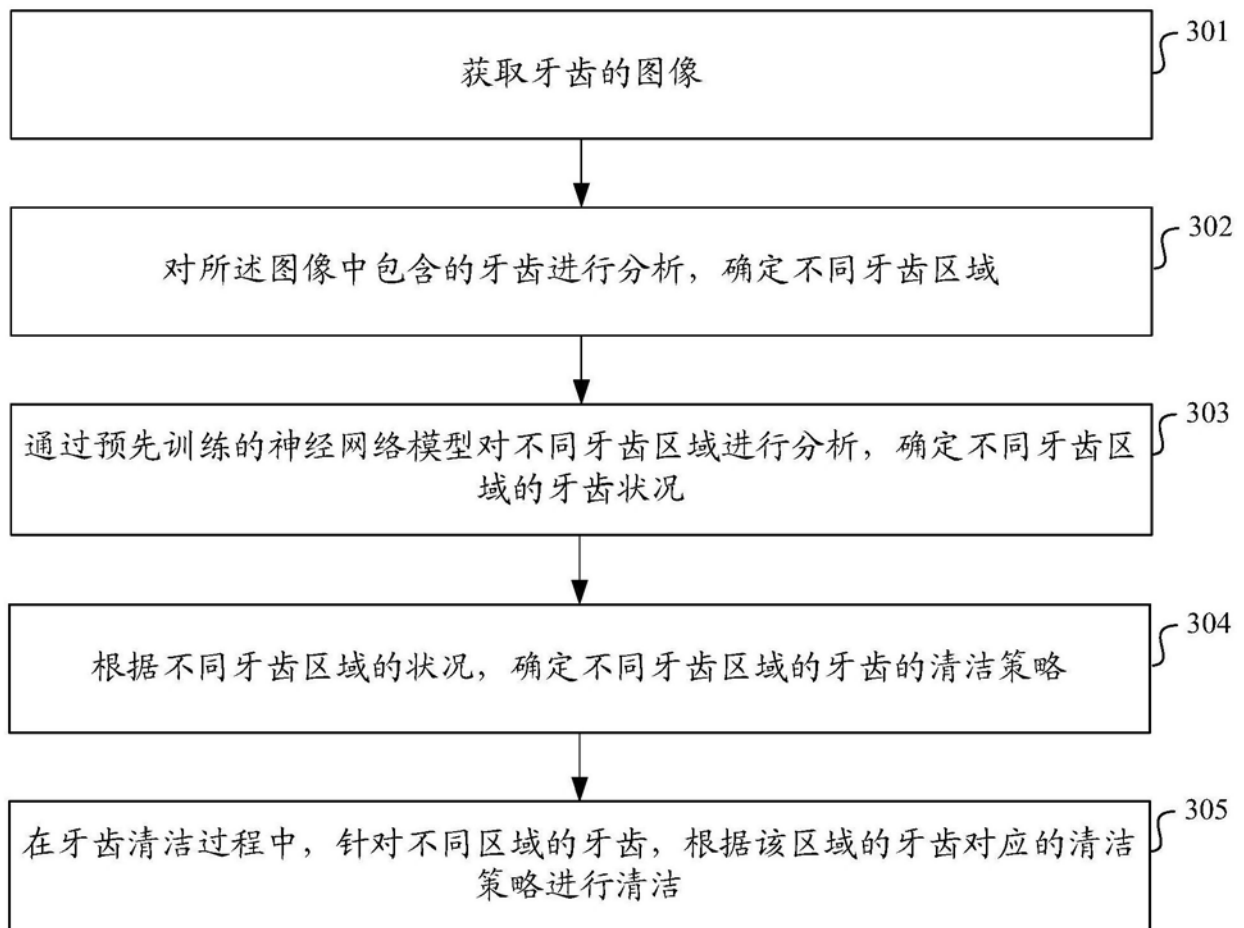 301
获取牙齿的图像
302
对所述图像中包含的牙齿进行分析，确定不同牙齿区域
303
通过预先训练的神经网络模型对不同牙齿区域进行分析，确定不同牙齿区
域的牙齿状况
304
根据不同牙齿区域的状况，确定不同牙齿区域的牙齿的清洁策略
305
在牙齿清洁过程中，针对不同区域的牙齿，根据该区域的牙齿对应的清洁
策略进行清洁